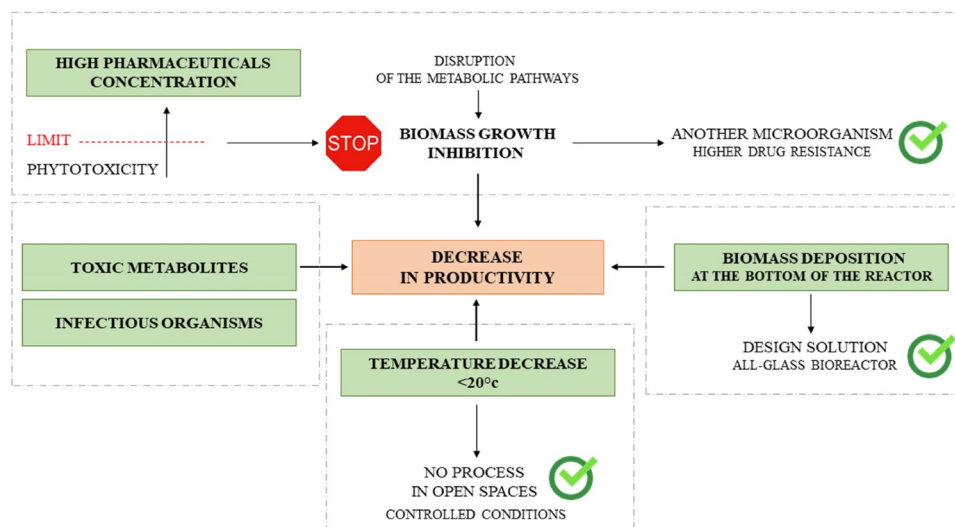 HIGH PHARMACEUTICALS
CONCENTRATION
LIMIT
PHYTOTOXICITY
STOP
DISRUPTION
OF THE METABOLIC PATHWAYS
BIOMASS GROWTH
INHIBITION
ANOTHER MICROORGANISM
HIGHER DRUG RESISTANCE
TOXIC METABOLITES
INFECTIOUS ORGANISMS
DECREASE
IN PRODUCTIVITY
BIOMASS DEPOSITION
AT THE BOTTOM OF THE REACTOR
DESIGN SOLUTION
ALL-GLASS BIOREACTOR
TEMPERATURE DECREASE
<20°c
NO PROCESS
IN OPEN SPACES
CONTROLLED CONDITIONS